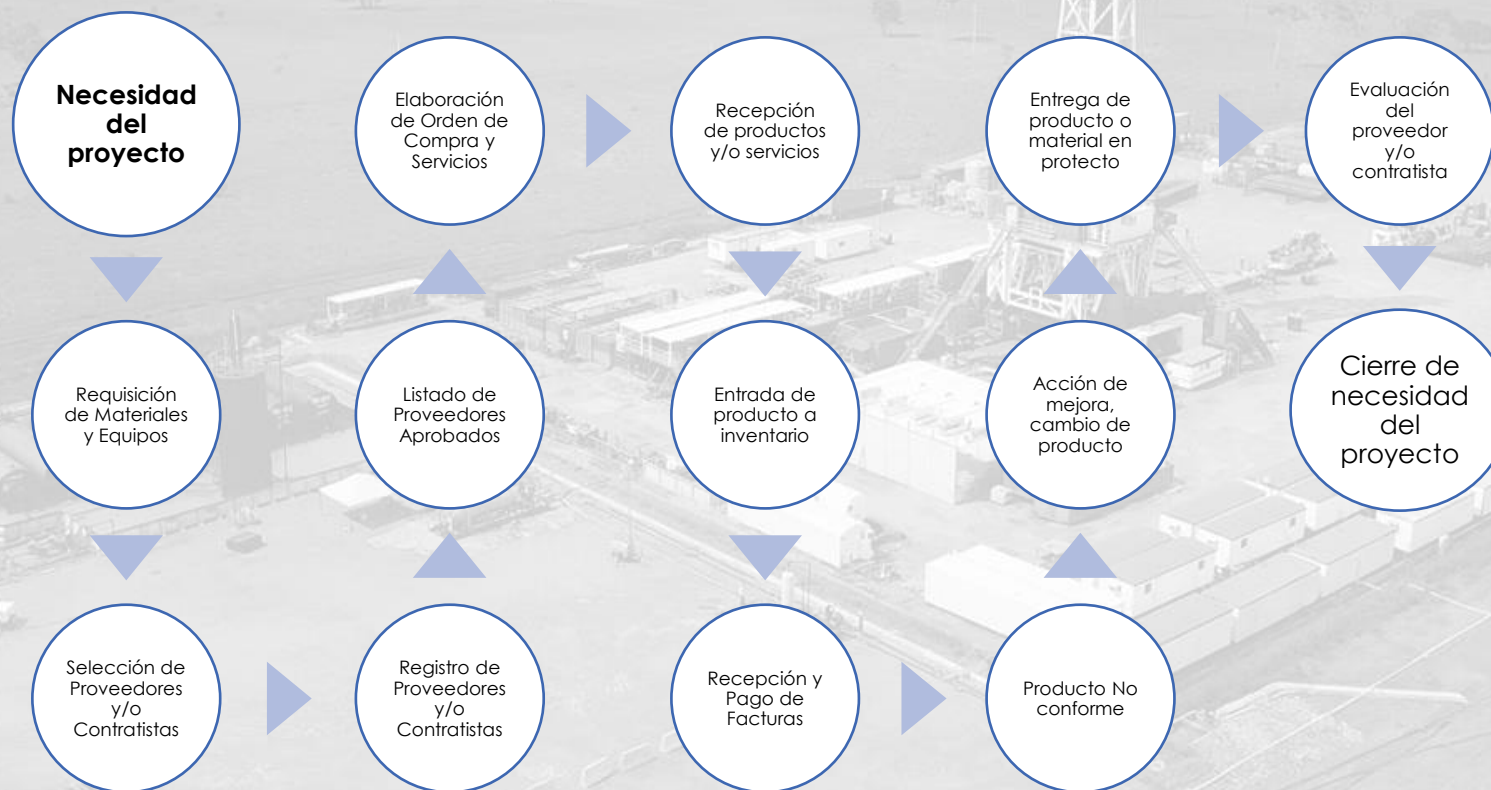 Necesidad
del
proyecto
Requisición
de Materiales
y Equipos
Selección de
Proveedores
y/o
Contratistas
Registro de
Proveedores
y/o
Contratistas
Listado de
Proveedores
Aprobados
Elaboración
de Orden de
Compra y
Servicios
Recepción
de productos
y/o servicios
Entrada de
producto a
inventario
Recepción y
Pago de
Facturas
Producto No
conforme
Acción de
mejora,
cambio de
producto
Entrega de
producto o
material en
protecto
Evaluación
del
proveedor
y/o
contratista
Cierre de
necesidad
del
proyecto